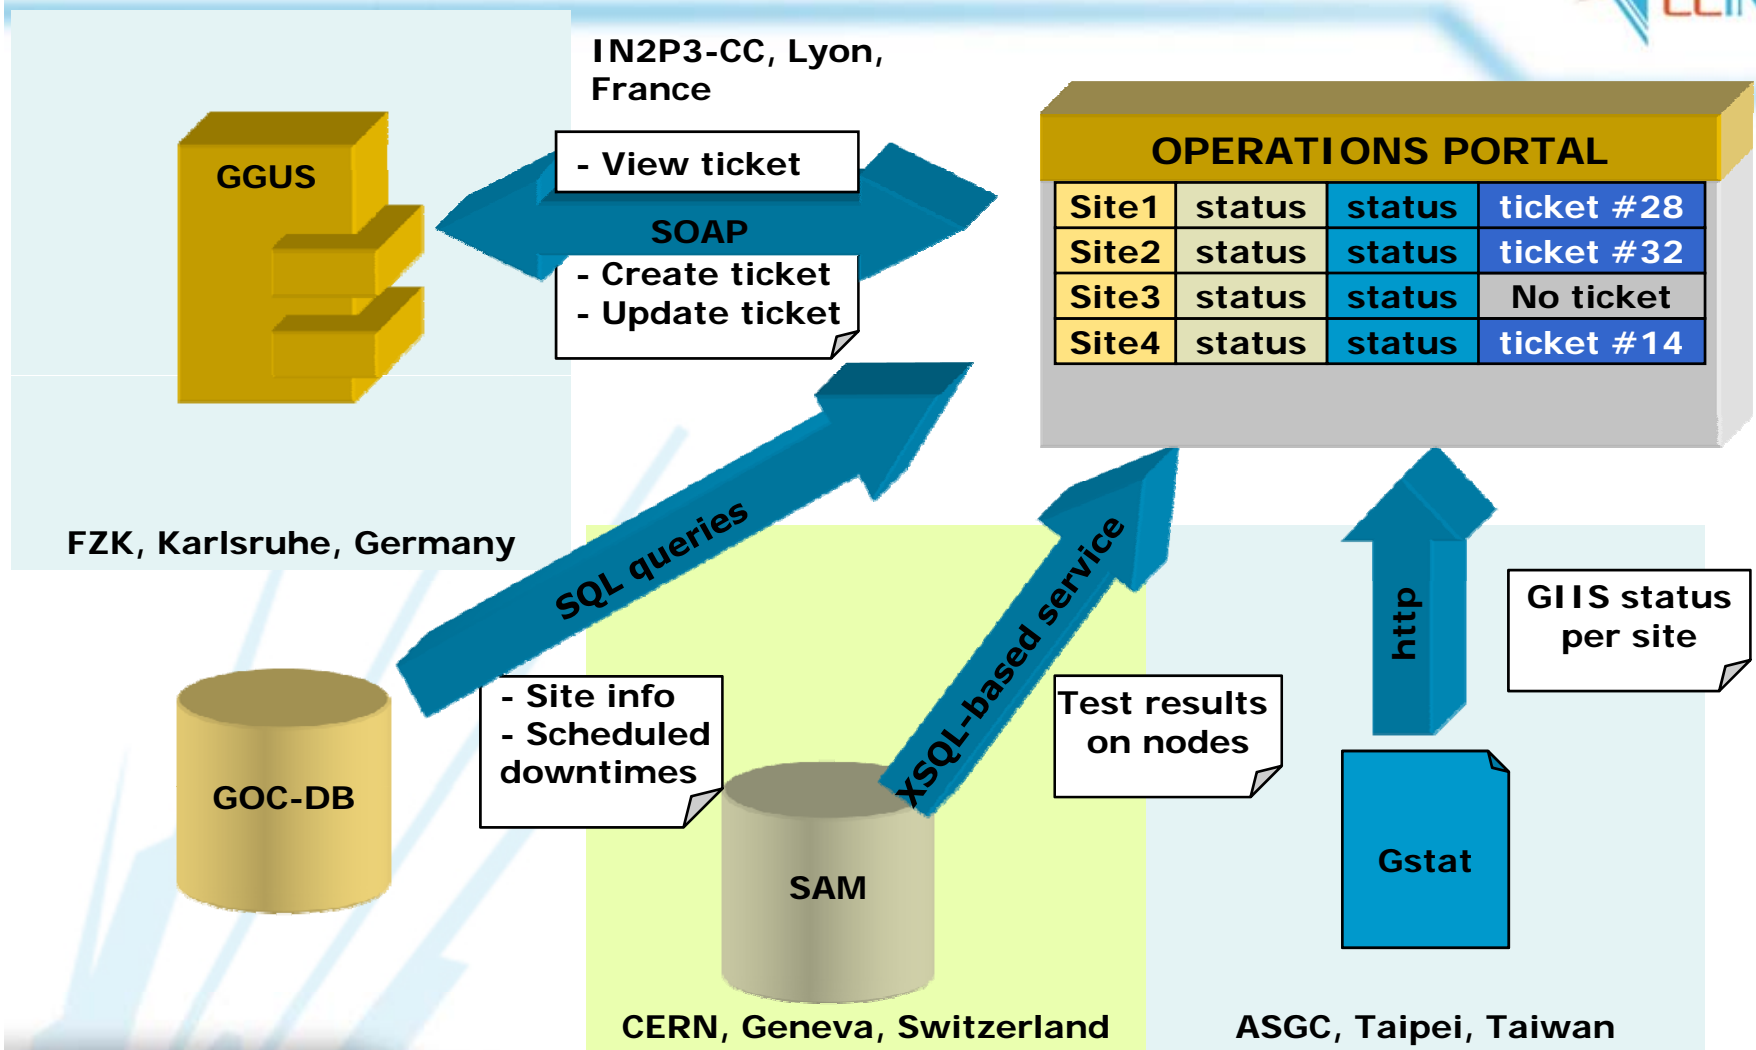 IN2P3-CC, Lyon,
France
GGUS
- View ticket
SOAP
- Create ticket
- Update ticket
OPERATIONS PORTAL
Site1 status status ticket #28
Site2 status status ticket #32
Site3 status status No ticket
Site4 status status ticket #14
FZK, Karlsruhe, Germany
SQL queries
XSQL-based service
http
GIIS status
per site
- Site info
- Scheduled
downtimes
Test results
on nodes
GOC-DB
SAM
Gstat
CERN, Geneva, Switzerland
ASGC, Taipei, Taiwan